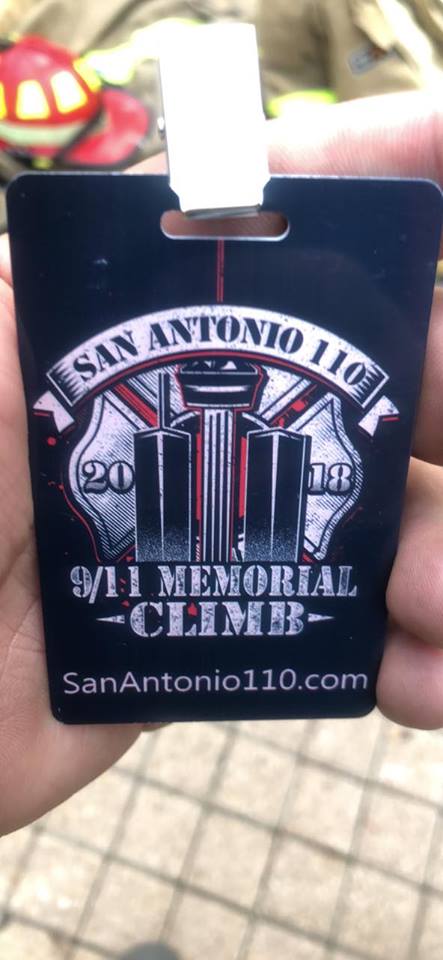 SAN ANTONIO 110
20 18
9/11 MEMORIAL
CLIMB
SanAntonio110.com